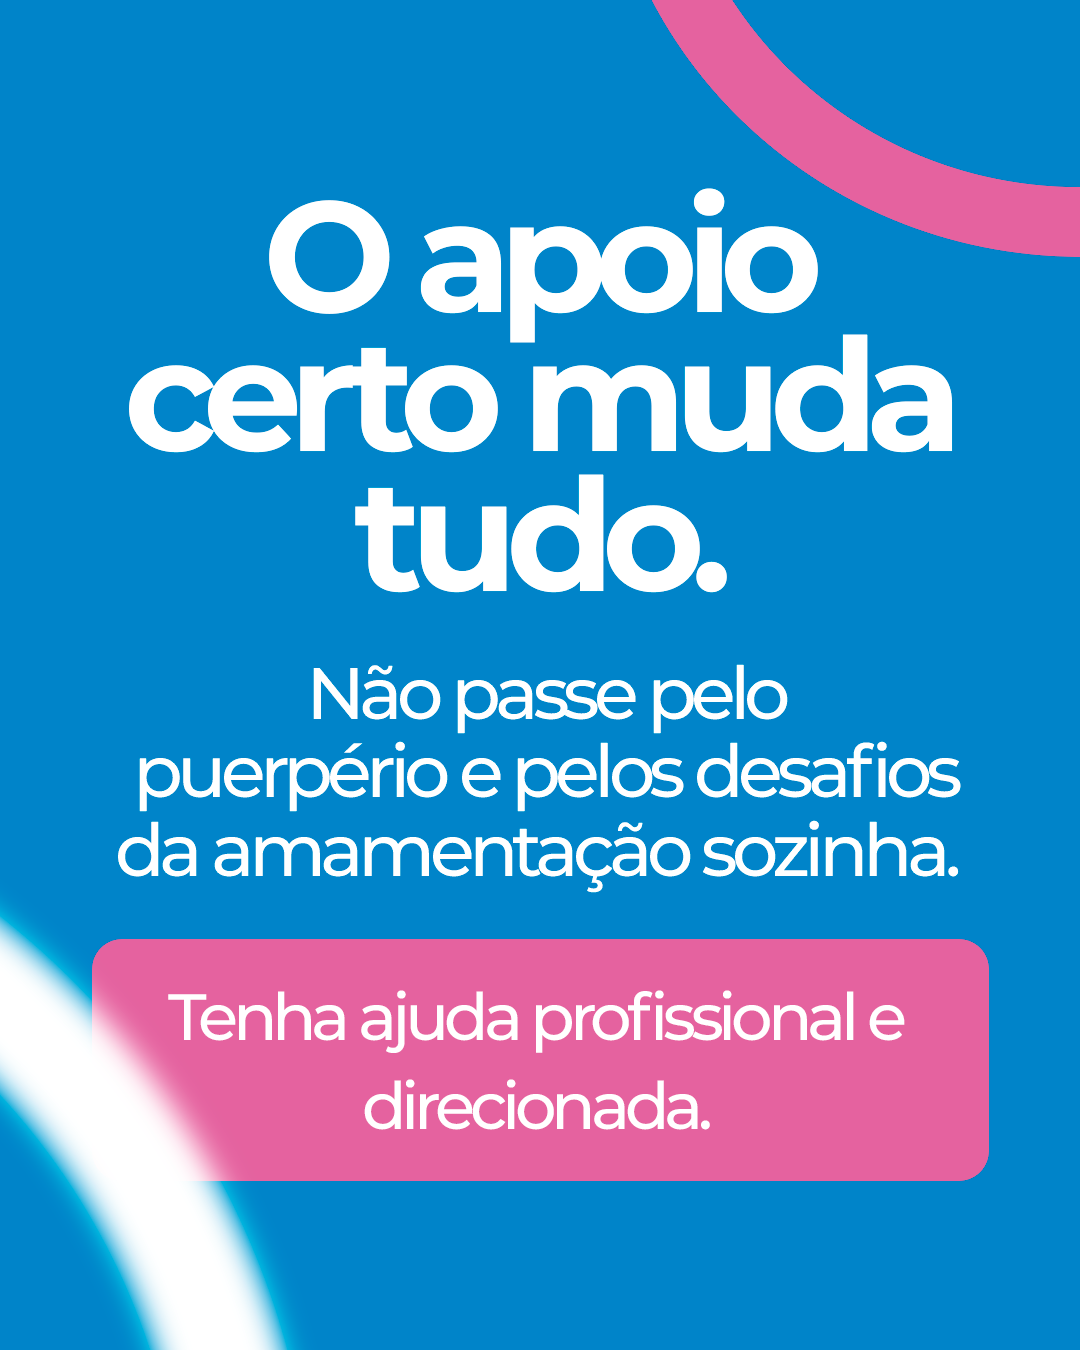 O apoio
certo muda
tudo.
Não passe pelo
puerpério e pelos desafios
da amamentação sozinha.
Tenha ajuda profissional e
direcionada.